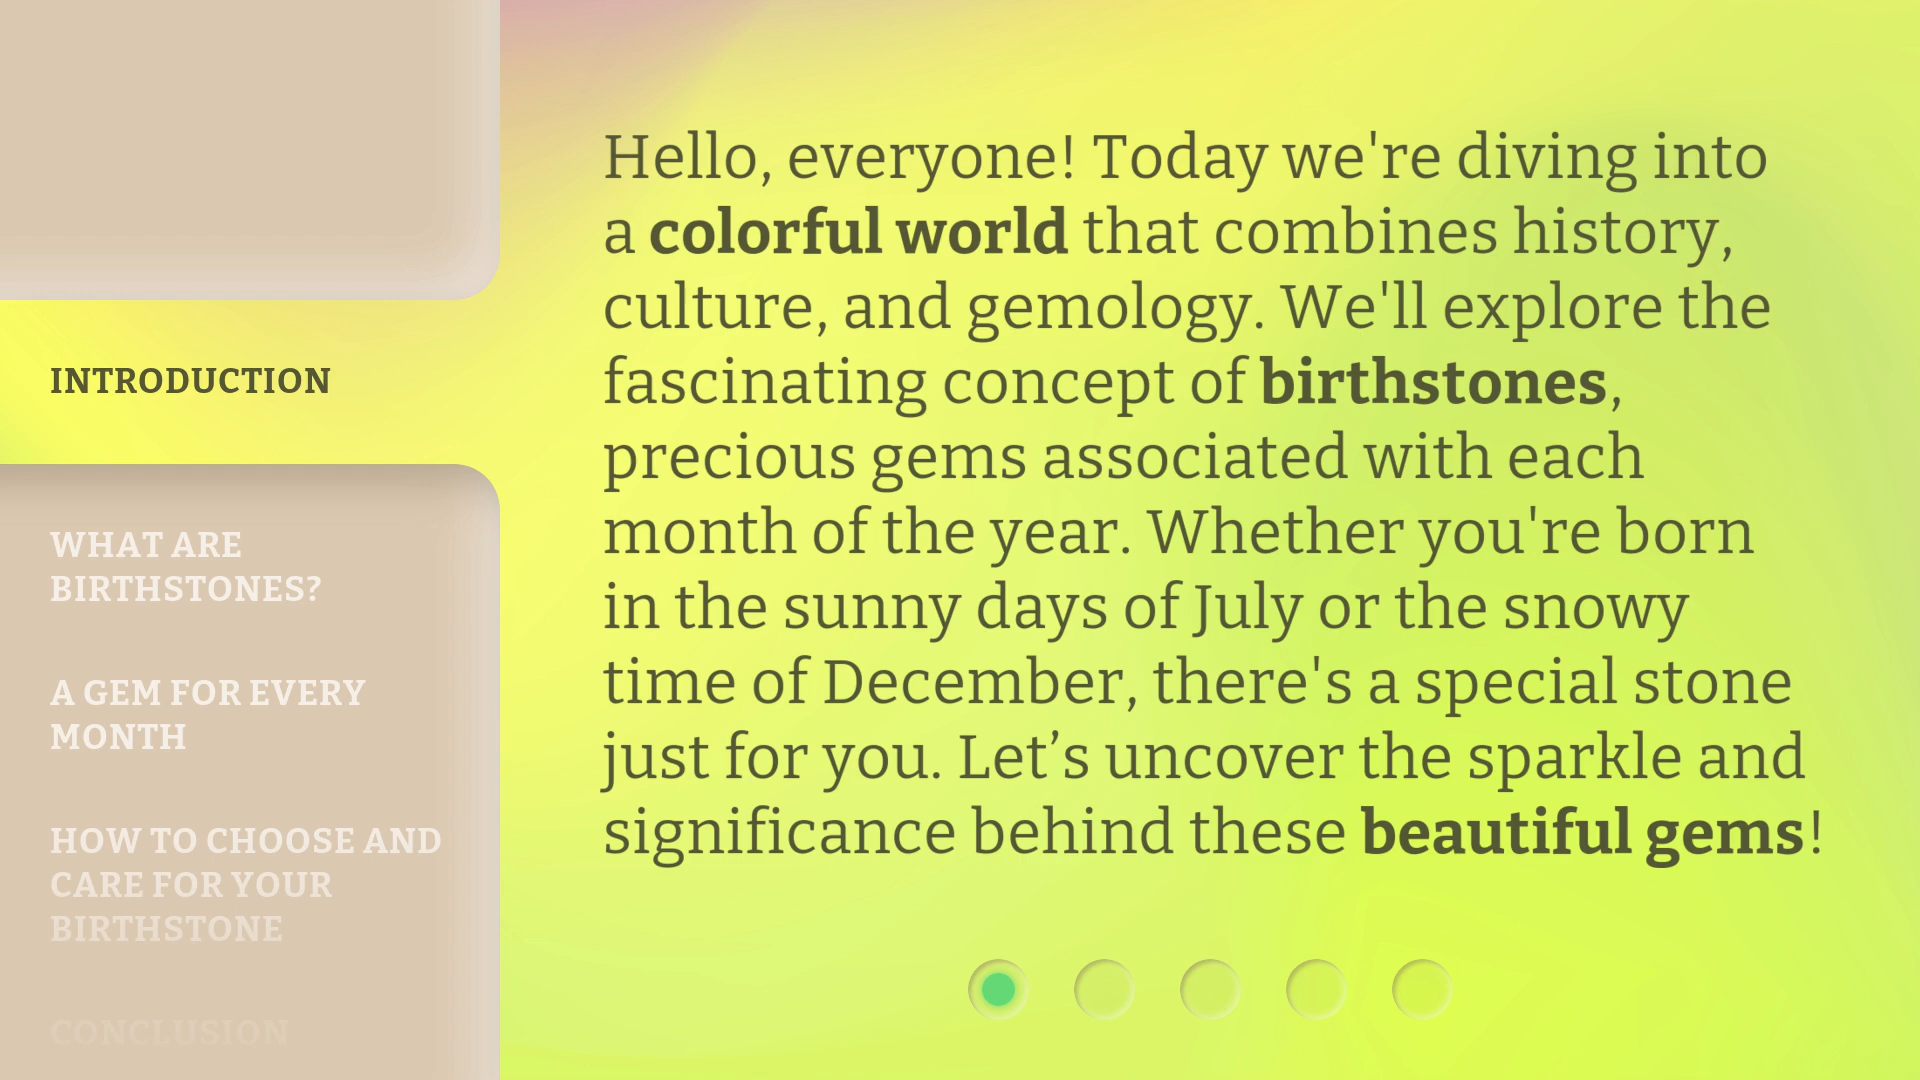 INTRODUCTION
WHAT ARE
BIRTHSTONES?
A GEM FOR EVERY
MONTH
HOW TO CHOOSE AND
CARE FOR YOUR
BIRTHSTONE
CONCLUSION
Hello, everyone! Today we're diving into
a colorful world that combines history,
culture, and gemology. We'll explore the
fascinating concept of birthstones,
precious gems associated with each
month of the year. Whether you're born
in the sunny days of July or the snowy
time of December, there's a special stone
just for you. Let’s uncover the sparkle and
significance behind these beautiful gems!